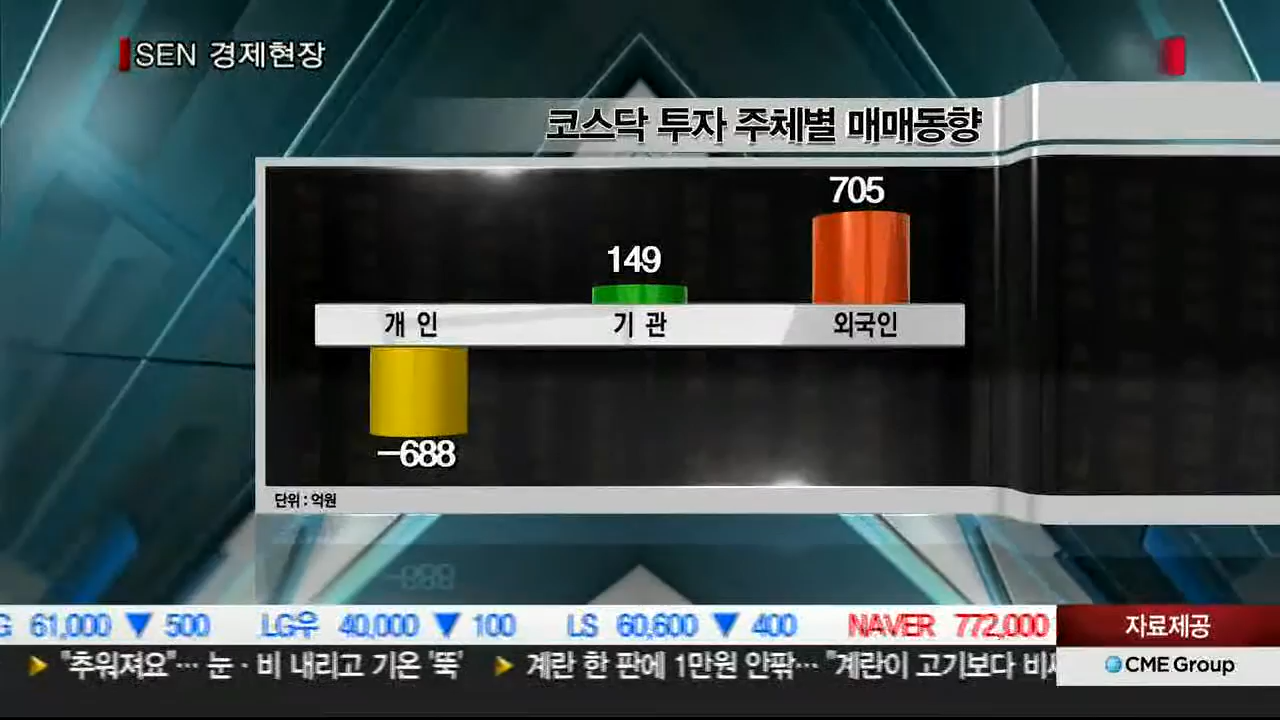 SEN 경제현장
코스닥 투자 주체별 매매동향
705
149
개 인 기 관 외국인
-688
단위 : 억원
61,000 ▼ 500 LG우 40,000 ▼ 100 LS 60,600 ▼ 400 NAVER 772,000
자료제공
▶ "추워져요"… 눈·비 내리고 기온 '뚝' ▶ 계란 한 판에 1만원 안팎… "계란이 고기보다
CME Group